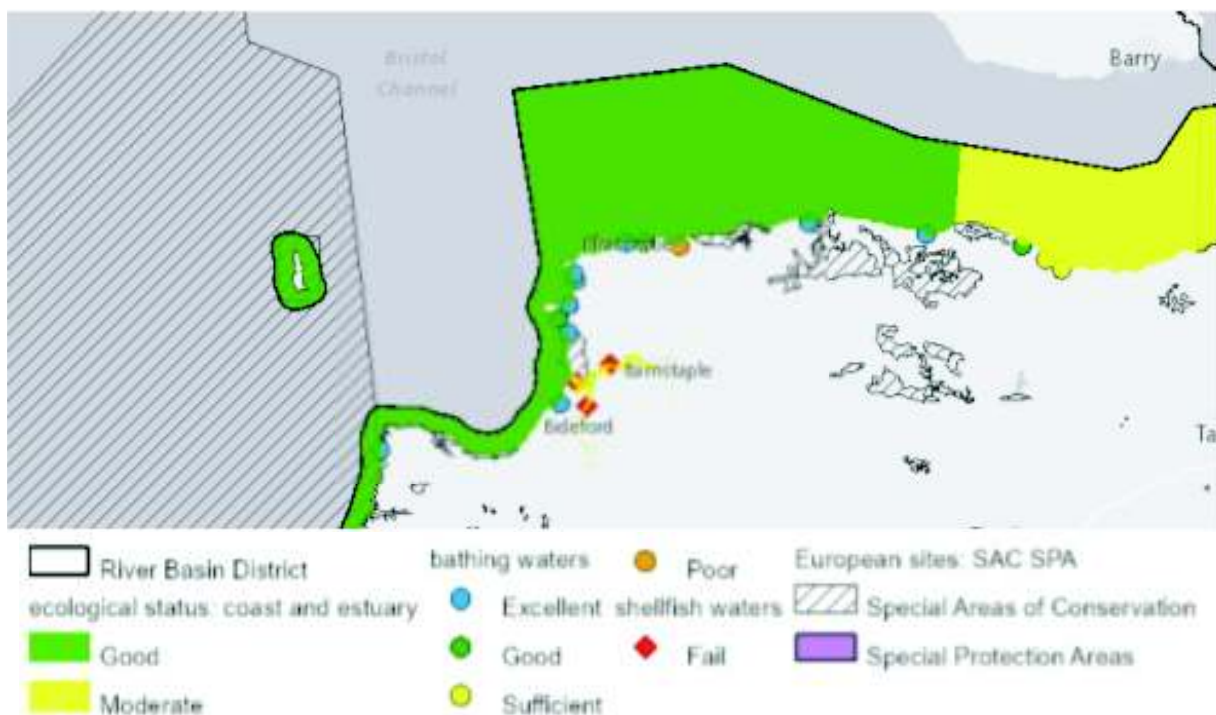 Bristol
Channel
Barry
Barnstaple
Bideford
Ta
River Basin District
ecological status: coast and estuary
Good
Moderate
bathing waters
Excellent
Good
Sufficient
Poor
shellfish waters
Fail
European sites: SAC SPA
Special Areas of Conservation
Special Protection Areas